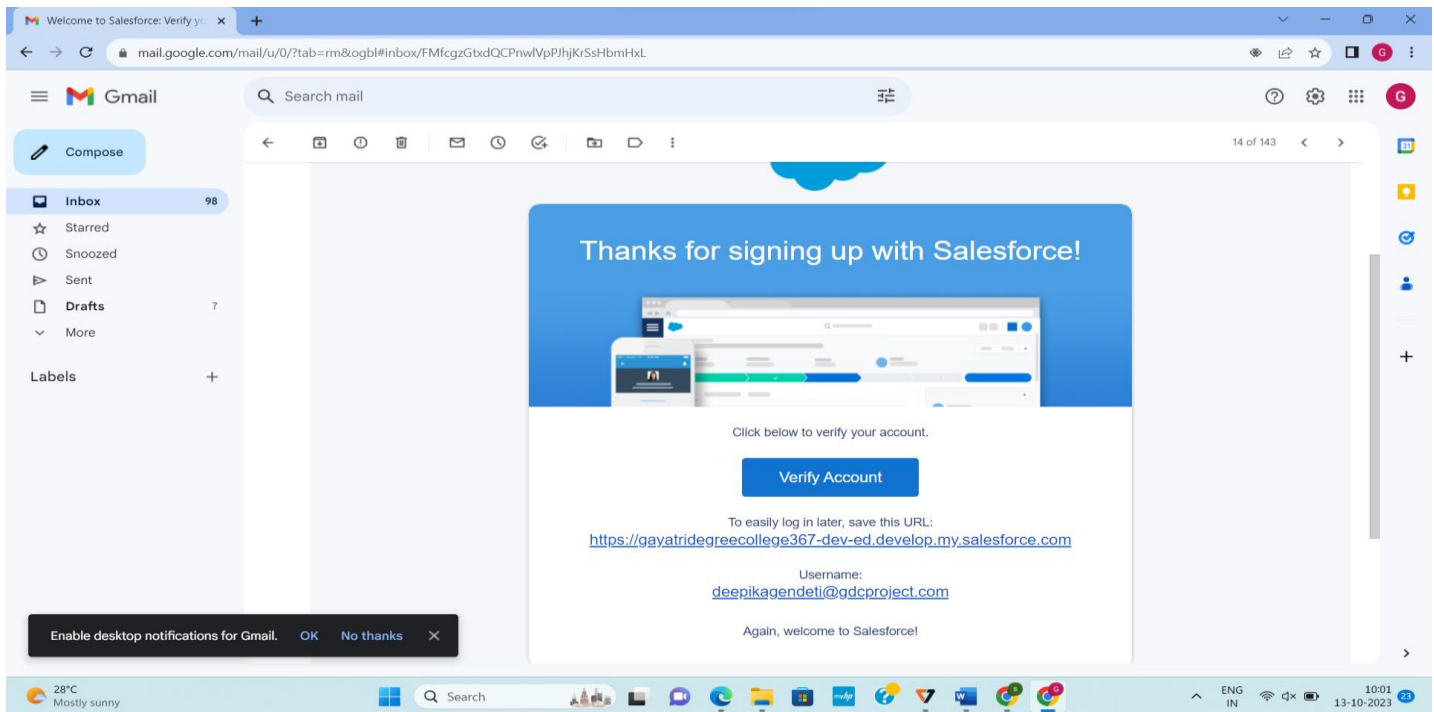 Welcome to Salesforce: Verify yo
mail.google.com/mail/u/0/?tab=rm&ogbl#inbox/FMfcgzGtxdQCPnwlVpPJhjKrSsHbmHxL
G
Gmail
Search mail
G
Compose
14 of 143
31
Inbox 98
Starred
Snoozed
Sent
Drafts 7
More
Labels
Thanks for signing up with Salesforce!
Click below to verify your account.
Verify Account
To easily log in later, save this URL:
https://gayatridegreecollege367-dev-ed.develop.my.salesforce.com
Username:
deepikagendeti@gdcproject.com
Again, welcome to Salesforce!
Enable desktop notifications for Gmail. OK No thanks
28°C
Mostly sunny
Search
ENG
IN
10:01
13-10-2023
23